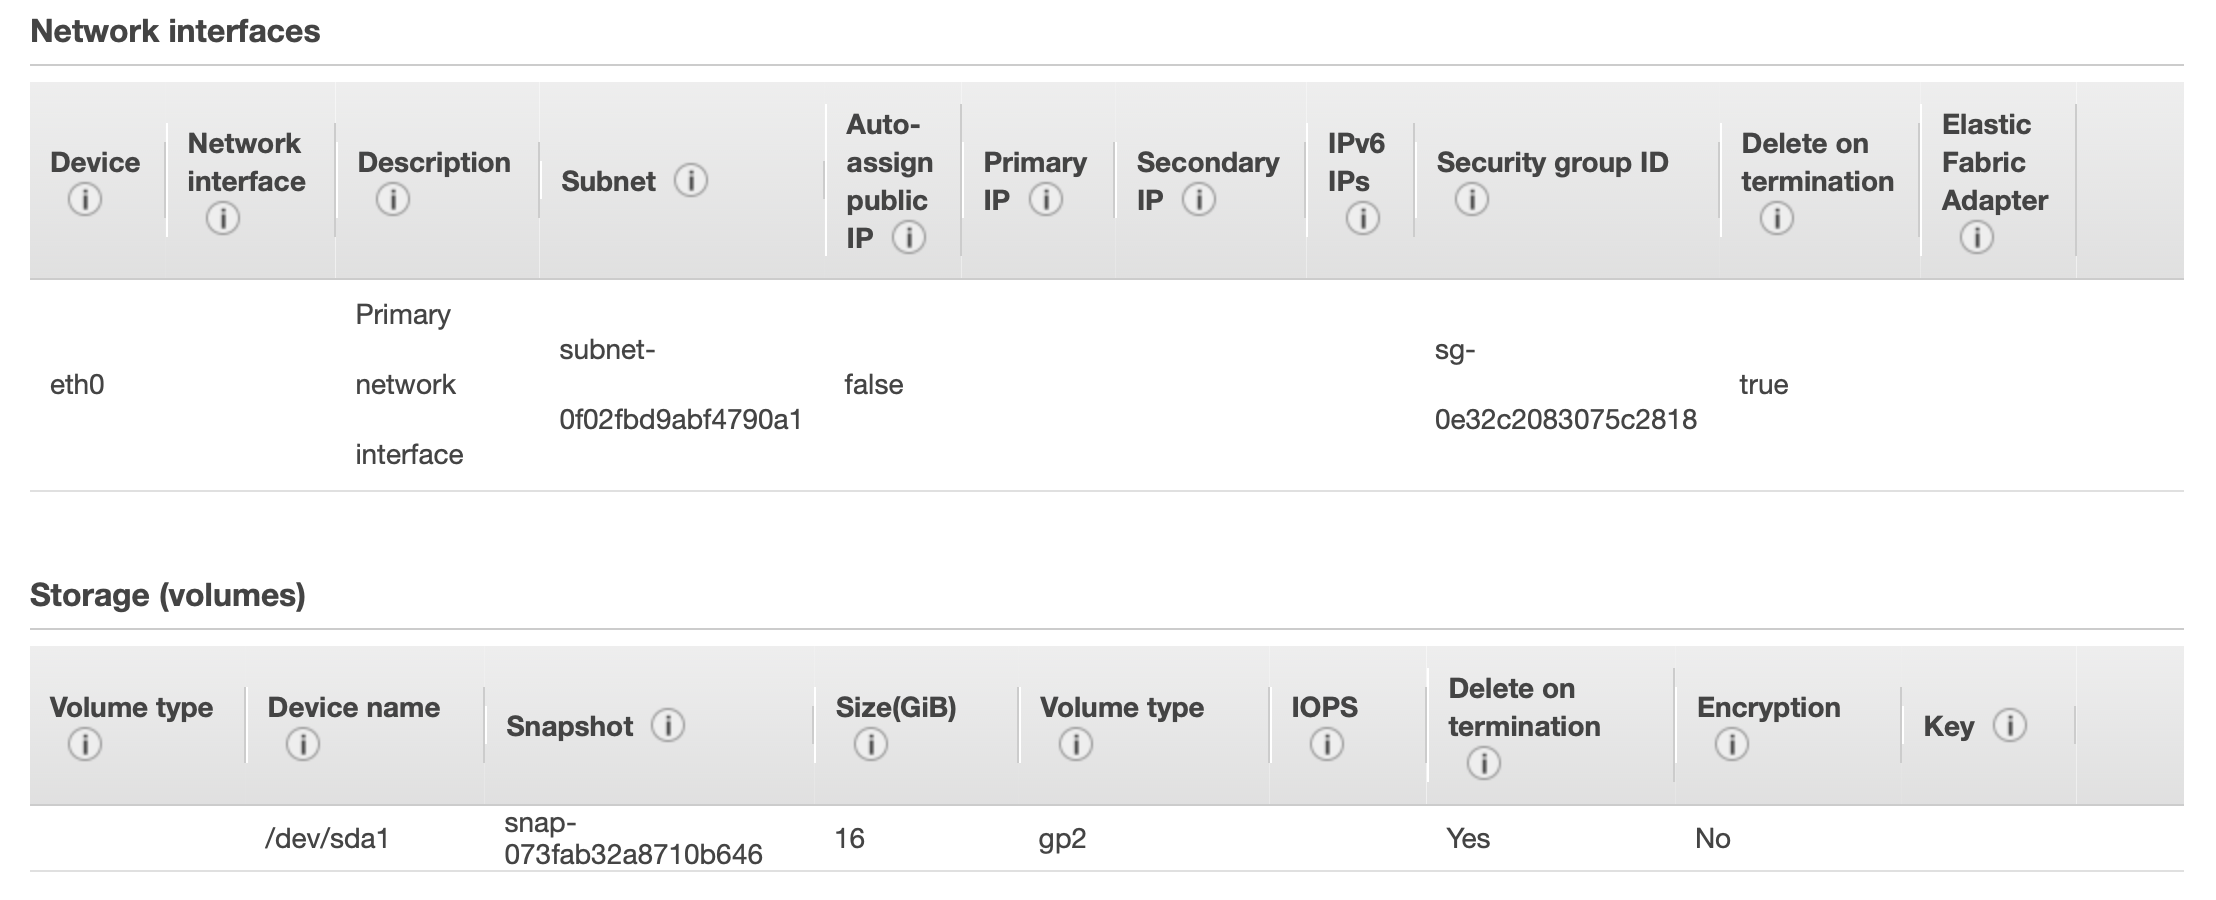 Network interfaces
Device
Network
interface
Description
Subnet
Auto-
assign
public
IP
Primary
IP
Secondary
IP
IPv6
IPs
Security group ID
Delete on
termination
Elastic
Fabric
Adapter
eth0
Primary
network
interface
subnet-
0f02fbd9abf4790a1
false
sg-
0e32c2083075c2818
true
Storage (volumes)
Volume type
Device name
Snapshot
Size(GiB)
Volume type
IOPS
Delete on
termination
Encryption
Key
/dev/sda1
snap-
073fab32a8710b646
16
gp2
Yes
No